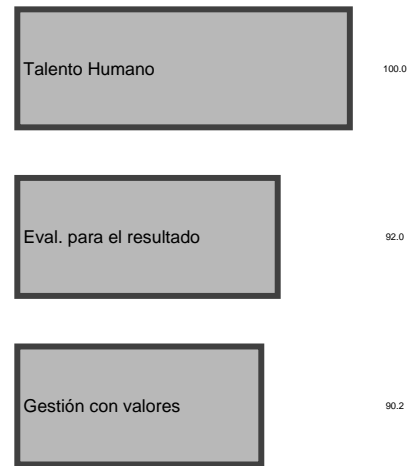 Talento Humano
100.0
Eval. para el resultado
92.0
Gestión con valores
90.2